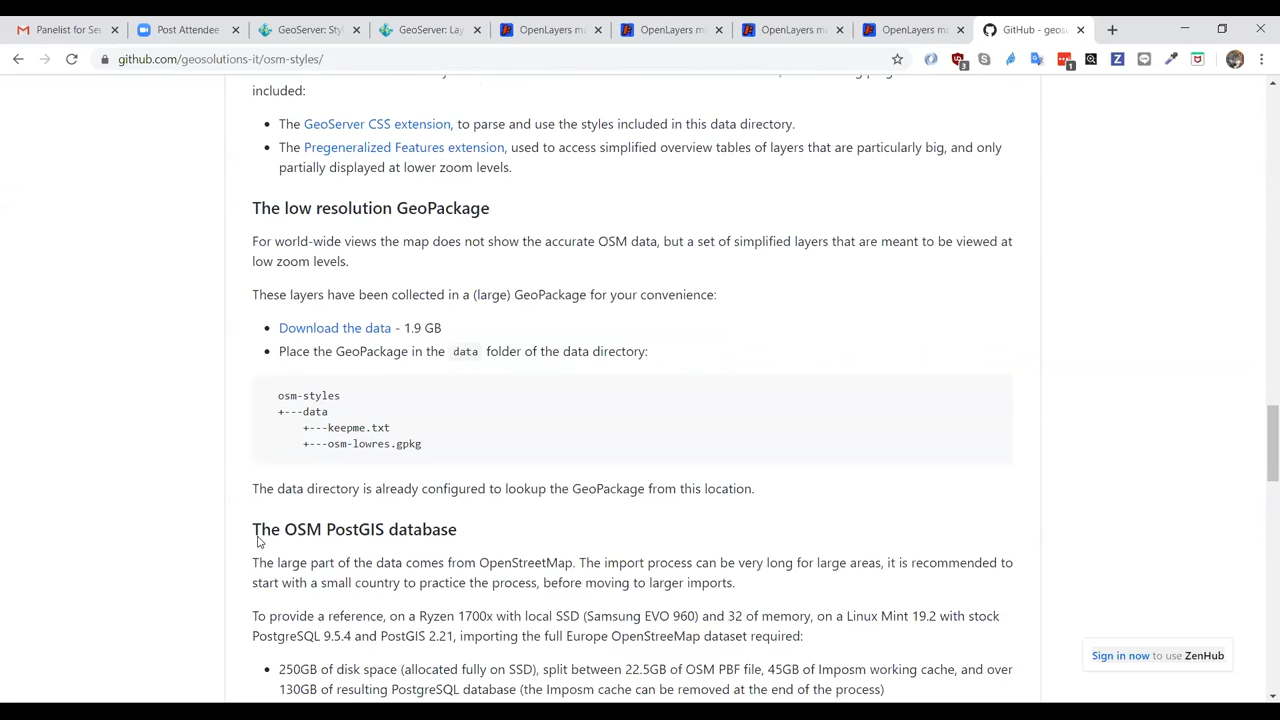 Panelist for Se
Post Attendee
GeoServer: Sty
GeoServer: Lay
OpenLayers ma
OpenLayers m
OpenLayers ma
OpenLayers ma
GitHub - geoso
github.com/geosolutions-it/osm-styles/
included:
The GeoServer CSS extension, to parse and use the styles included in this data directory.
The Pregeneralized Features extension, used to access simplified overview tables of layers that are particularly big, and only
partially displayed at lower zoom levels.
The low resolution GeoPackage
For world-wide views the map does not show the accurate OSM data, but a set of simplified layers that are meant to be viewed at
low zoom levels.
These layers have been collected in a (large) GeoPackage for your convenience:
Download the data - 1.9 GB
Place the GeoPackage in the data folder of the data directory:
osm-styles
+---data
+---keepme.txt
+---osm-lowres.gpkg
The data directory is already configured to lookup the GeoPackage from this location.
The OSM PostGIS database
The large part of the data comes from OpenStreetMap. The import process can be very long for large areas, it is recommended to
start with a small country to practice the process, before moving to larger imports.
To provide a reference, on a Ryzen 1700x with local SSD (Samsung EVO 960) and 32 of memory, on a Linux Mint 19.2 with stock
PostgreSQL 9.5.4 and PostGIS 2.21, importing the full Europe OpenStreeMap dataset required:
Sign in now to use ZenHub
250GB of disk space (allocated fully on SSD), split between 22.5GB of OSM PBF file, 45GB of Imposm working cache, and over
130GB of resulting PostgreSQL database (the Imposm cache can be removed at the end of the process)